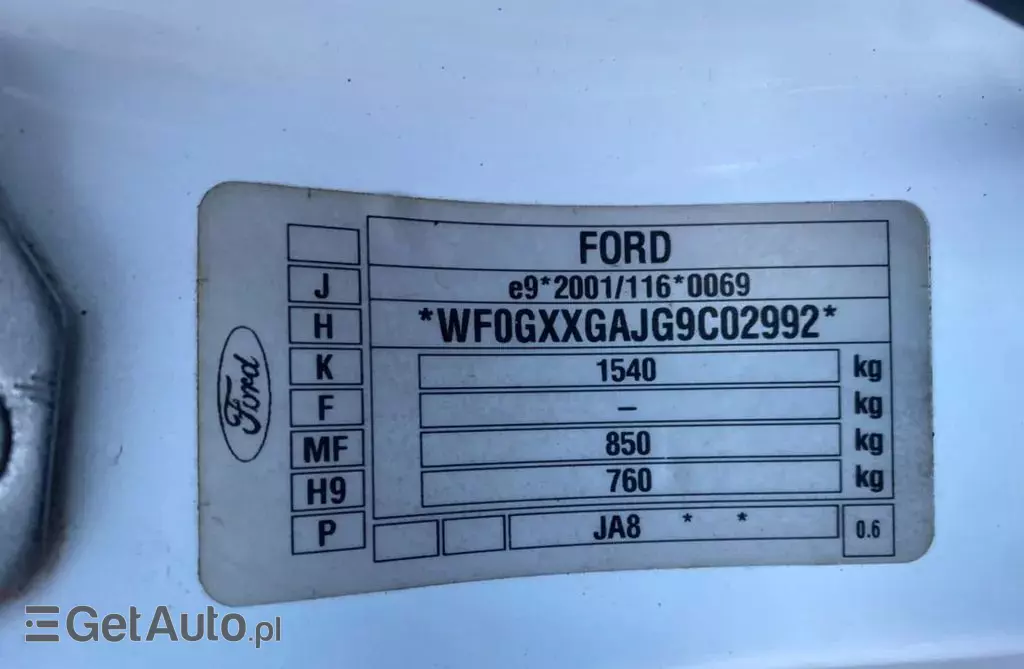 FORD
J e9*2001/116*0069
H *WF0GXXGAJG9C02992*
K 1540 kg
F – kg
MF 850 kg
H9 760 kg
P JA8 * * 0.6
Ford
GetAuto.pl